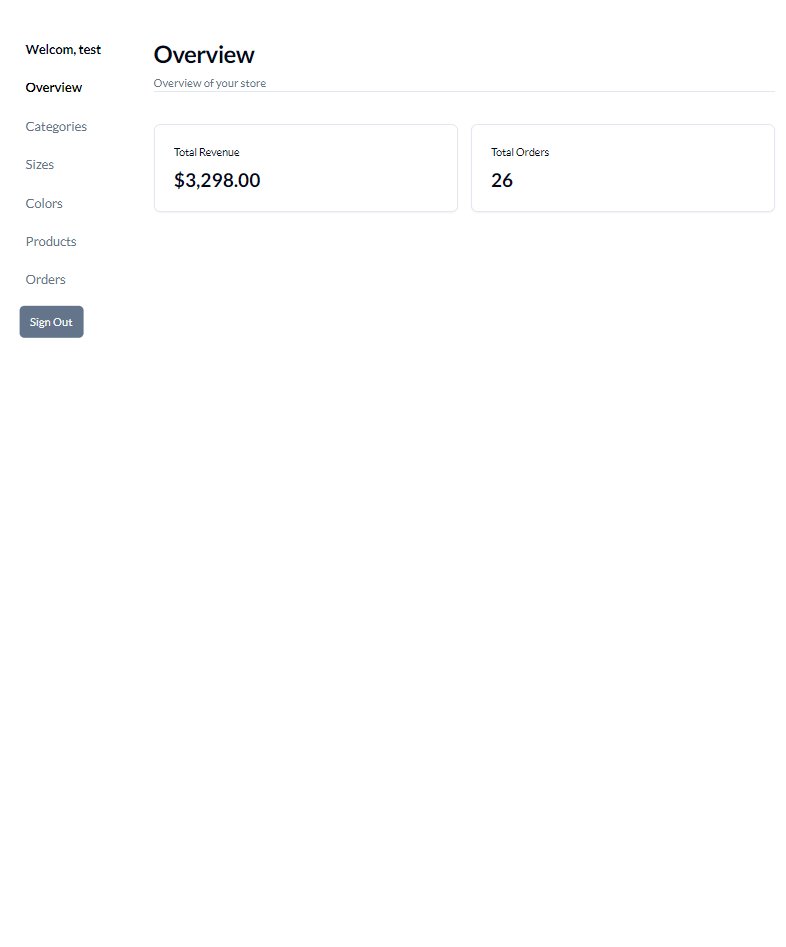 Welcom, test
Overview
Categories
Sizes
Colors
Products
Orders
Sign Out
Overview
Overview of your store
Total Revenue
$3,298.00
Total Orders
26